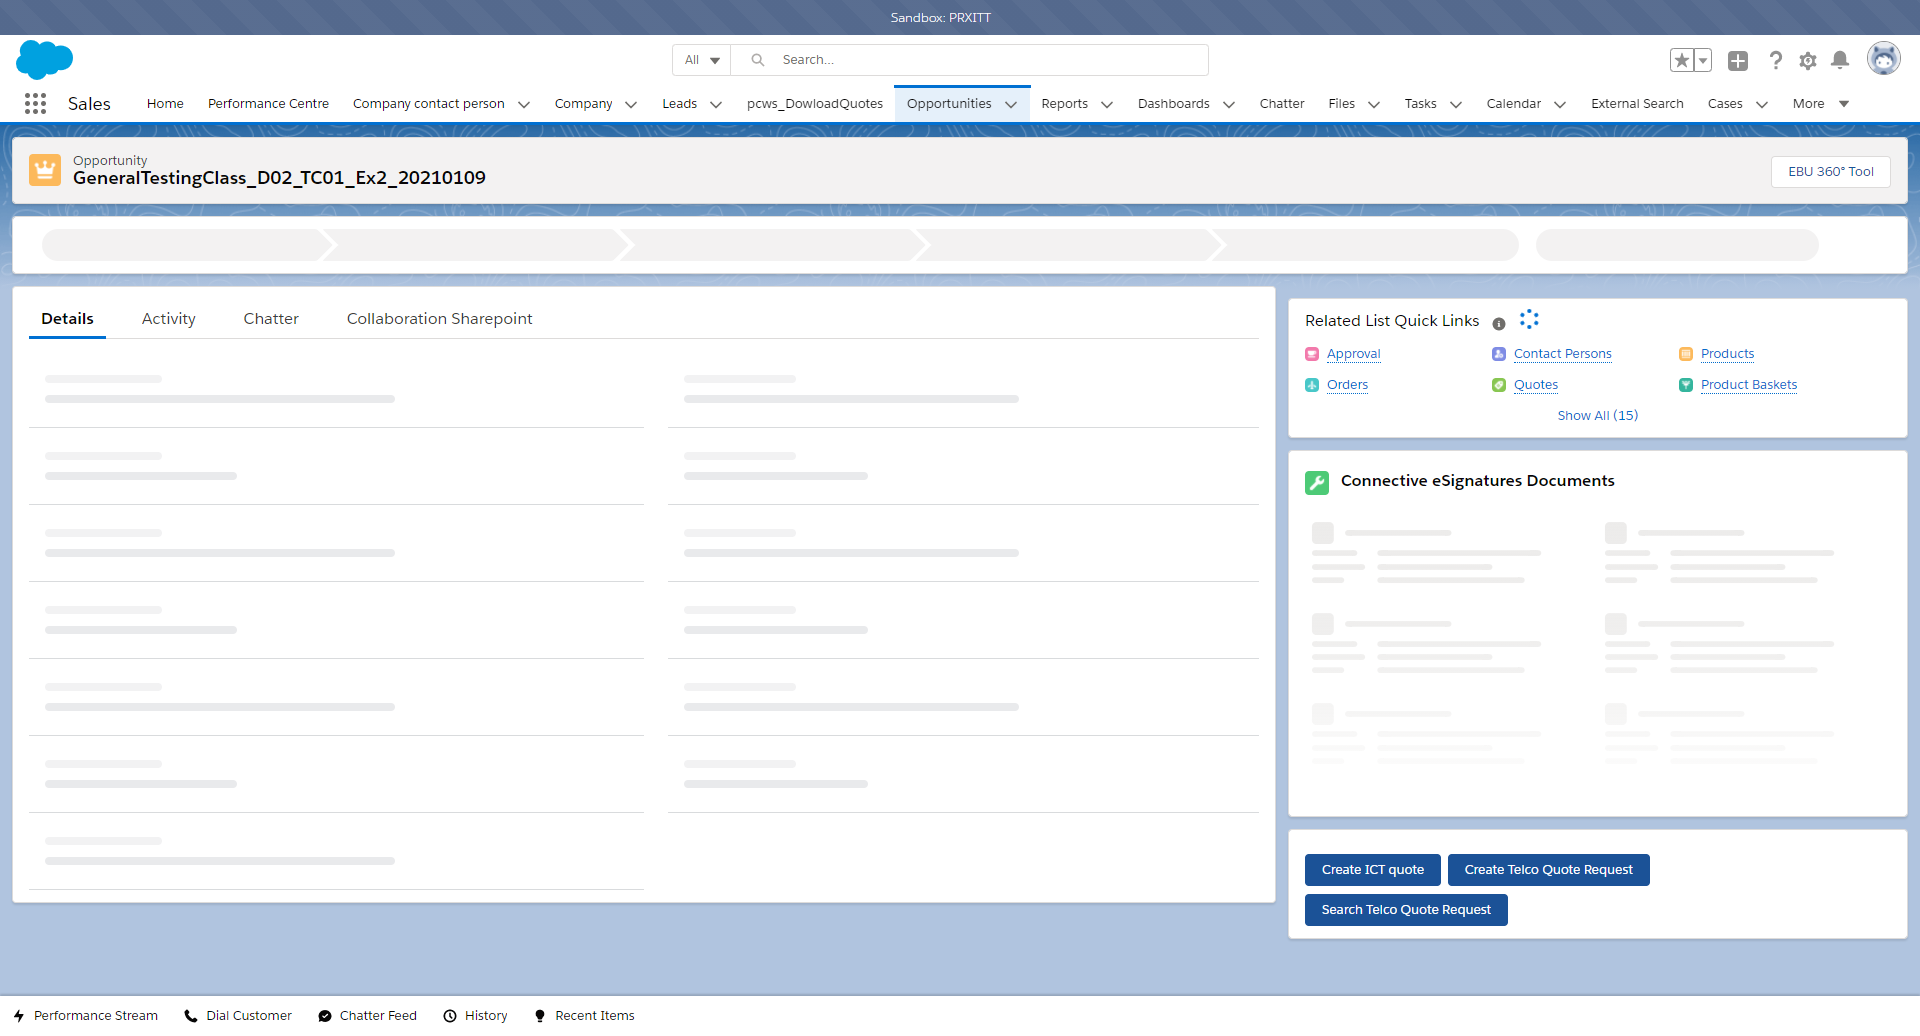 Sandbox: PRXITT
All
Search...
Sales
Home
Performance Centre
Company contact person
Company
Leads
pcws_DowloadQuotes
Opportunities
Reports
Dashboards
Chatter
Files
Tasks
Calendar
External Search
Cases
More
Opportunity
GeneralTestingClass_D02_TC01_Ex2_20210109
EBU 360° Tool
Details
Activity
Chatter
Collaboration Sharepoint
Related List Quick Links
Approval
Contact Persons
Products
Orders
Quotes
Product Baskets
Show All (15)
Connective eSignatures Documents
Create ICT quote
Create Telco Quote Request
Search Telco Quote Request
Performance Stream
Dial Customer
Chatter Feed
History
Recent Items